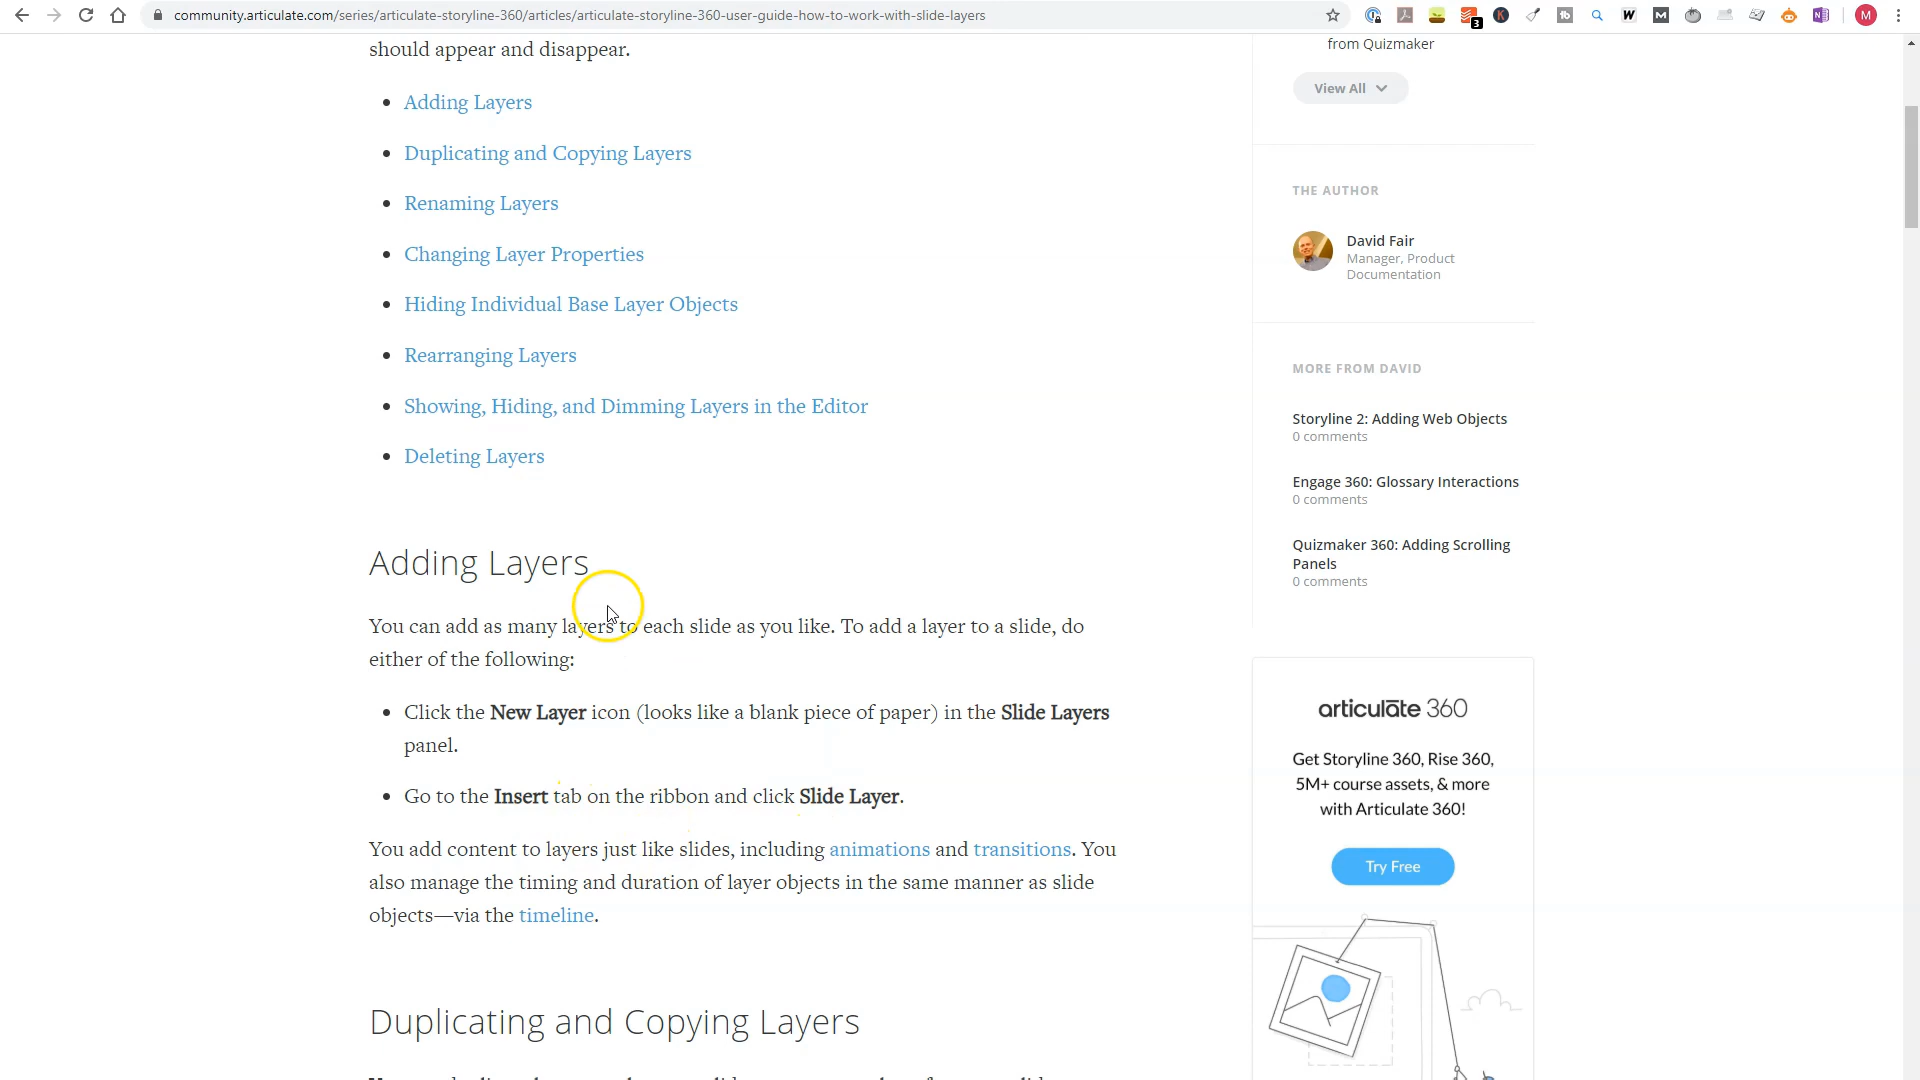 community.articulate.com/series/articulate-storyline-360/articles/articulate-storyline-360-user-guide-how-to-work-with-slide-layers
3
M
should appear and disappear.
Adding Layers
Duplicating and Copying Layers
Renaming Layers
Changing Layer Properties
Hiding Individual Base Layer Objects
Rearranging Layers
Showing, Hiding, and Dimming Layers in the Editor
Deleting Layers
Adding Layers
You can add as many layers to each slide as you like. To add a layer to a slide, do
either of the following:
Click the New Layer icon (looks like a blank piece of paper) in the Slide Layers
panel.
Go to the Insert tab on the ribbon and click Slide Layer.
You add content to layers just like slides, including animations and transitions. You
also manage the timing and duration of layer objects in the same manner as slide
objects—via the timeline.
Duplicating and Copying Layers
from Quizmaker
View All
THE AUTHOR
David Fair
Manager, Product
Documentation
MORE FROM DAVID
Storyline 2: Adding Web Objects
0 comments
Engage 360: Glossary Interactions
0 comments
Quizmaker 360: Adding Scrolling
Panels
0 comments
articulate 360
Get Storyline 360, Rise 360,
5M+ course assets, & more
with Articulate 360!
Try Free